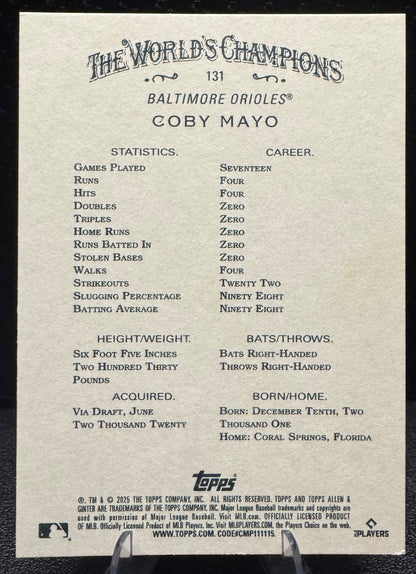 THE WORLD'S CHAMPIONS
131
BALTIMORE ORIOLES®
COBY MAYO
STATISTICS. CAREER.
GAMES PLAYED SEVENTEEN
RUNS FOUR
HITS FOUR
DOUBLES ZERO
TRIPLES ZERO
HOME RUNS ZERO
RUNS BATTED IN ZERO
STOLEN BASES ZERO
WALKS FOUR
STRIKEOUTS TWENTY TWO
SLUGGING PERCENTAGE NINETY EIGHT
BATTING AVERAGE NINETY EIGHT
HEIGHT/WEIGHT. BATS/THROWS.
SIX FOOT FIVE INCHES BATS RIGHT-HANDED
TWO HUNDRED THIRTY THROWS RIGHT-HANDED
POUNDS
ACQUIRED. BORN/HOME.
VIA DRAFT, JUNE BORN: DECEMBER TENTH, TWO
TWO THOUSAND TWENTY THOUSAND ONE
HOME: CORAL SPRINGS, FLORIDA
Topps
®, TM & © 2025 THE TOPPS COMPANY, INC. ALL RIGHTS RESERVED. TOPPS AND TOPPS ALLEN &
GINTER ARE TRADEMARKS OF THE TOPPS COMPANY, INC. Major League Baseball trademarks and copyrights are
used with permission of Major League Baseball. Visit MLB.com. OFFICIALLY LICENSED PRODUCT
OF MLB PLAYERS, Inc. Visit MLBPLAYERS.COM, the Players Choice on the web.
WWW.TOPPS.COM. CODE#CMP111115.
PLAYERS